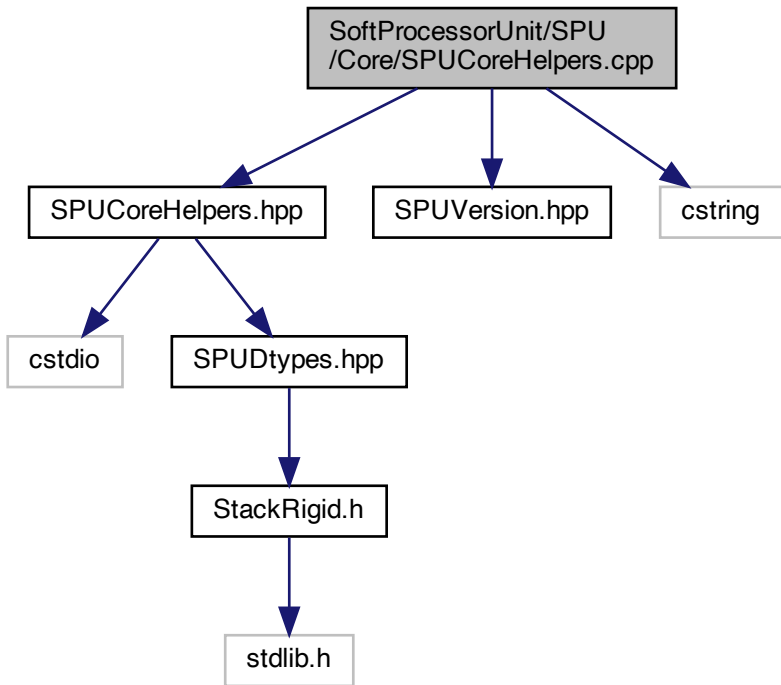 SoftProcessorUnit/SPU
/Core/SPUCoreHelpers.cpp
SPUCoreHelpers.hpp
SPUVersion.hpp
cstring
cstdio
SPUDtypes.hpp
StackRigid.h
stdlib.h